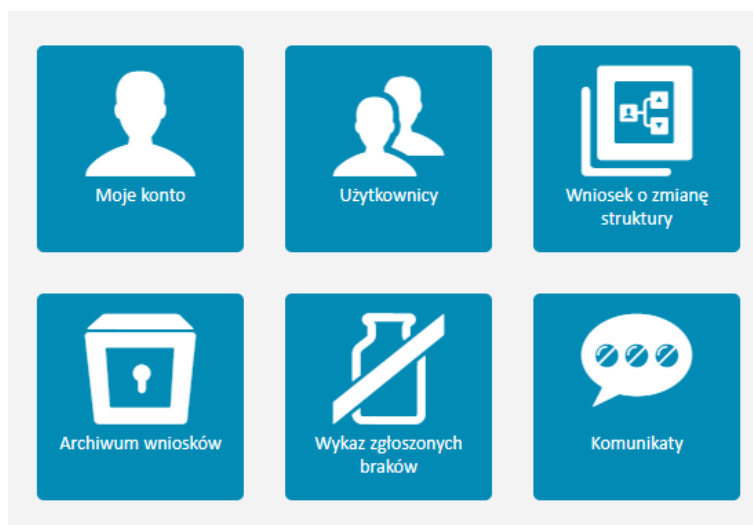 Moje konto
Użytkownicy
Wniosek o zmianę
struktury
Archiwum wniosków
Wykaz zgłoszonych
braków
Komunikaty